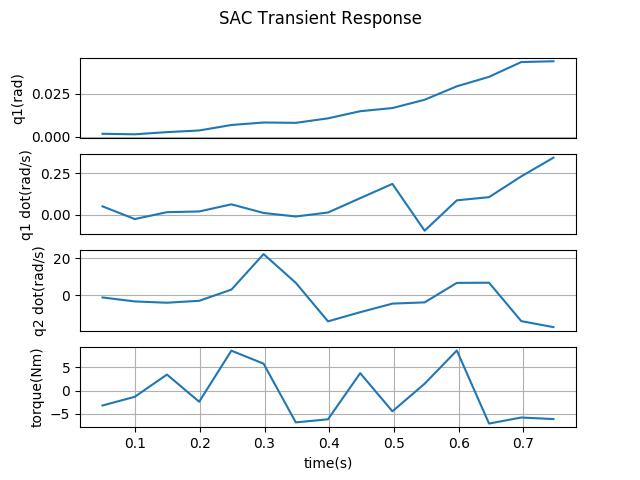 SAC Transient Response
q1(rad)
0.025
0.000
q1 dot(rad/s)
0.25
0.00
q2 dot(rad/s)
20
0
torque(Nm)
5
0
−5
0.1 0.2 0.3 0.4 0.5 0.6 0.7
time(s)